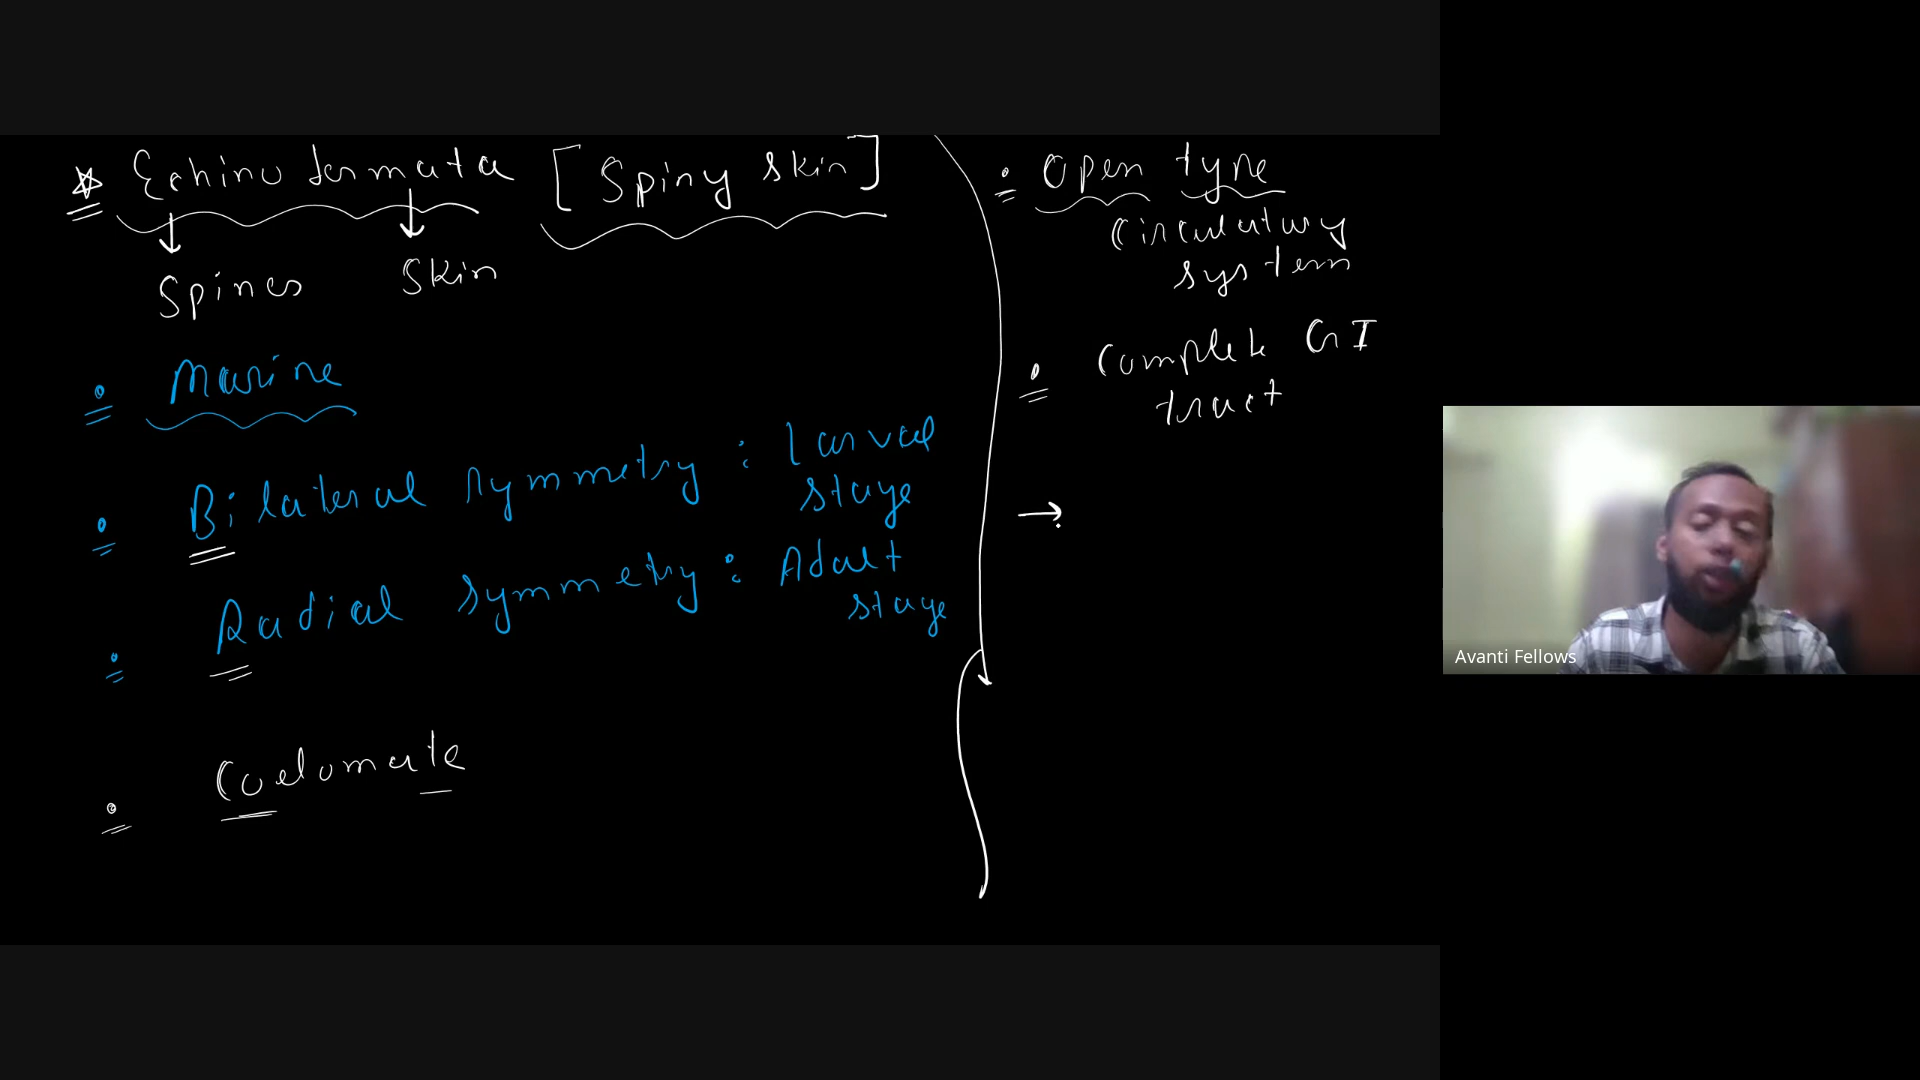 Echinodermata [Spiny skin]
Spines Skin
Marine
Bilateral symmetry : Larval
stage
Radial symmetry : Adult
stage
Coelomate
Open type
Circulatory
system
Complete GI
tract
→
Avanti Fellows